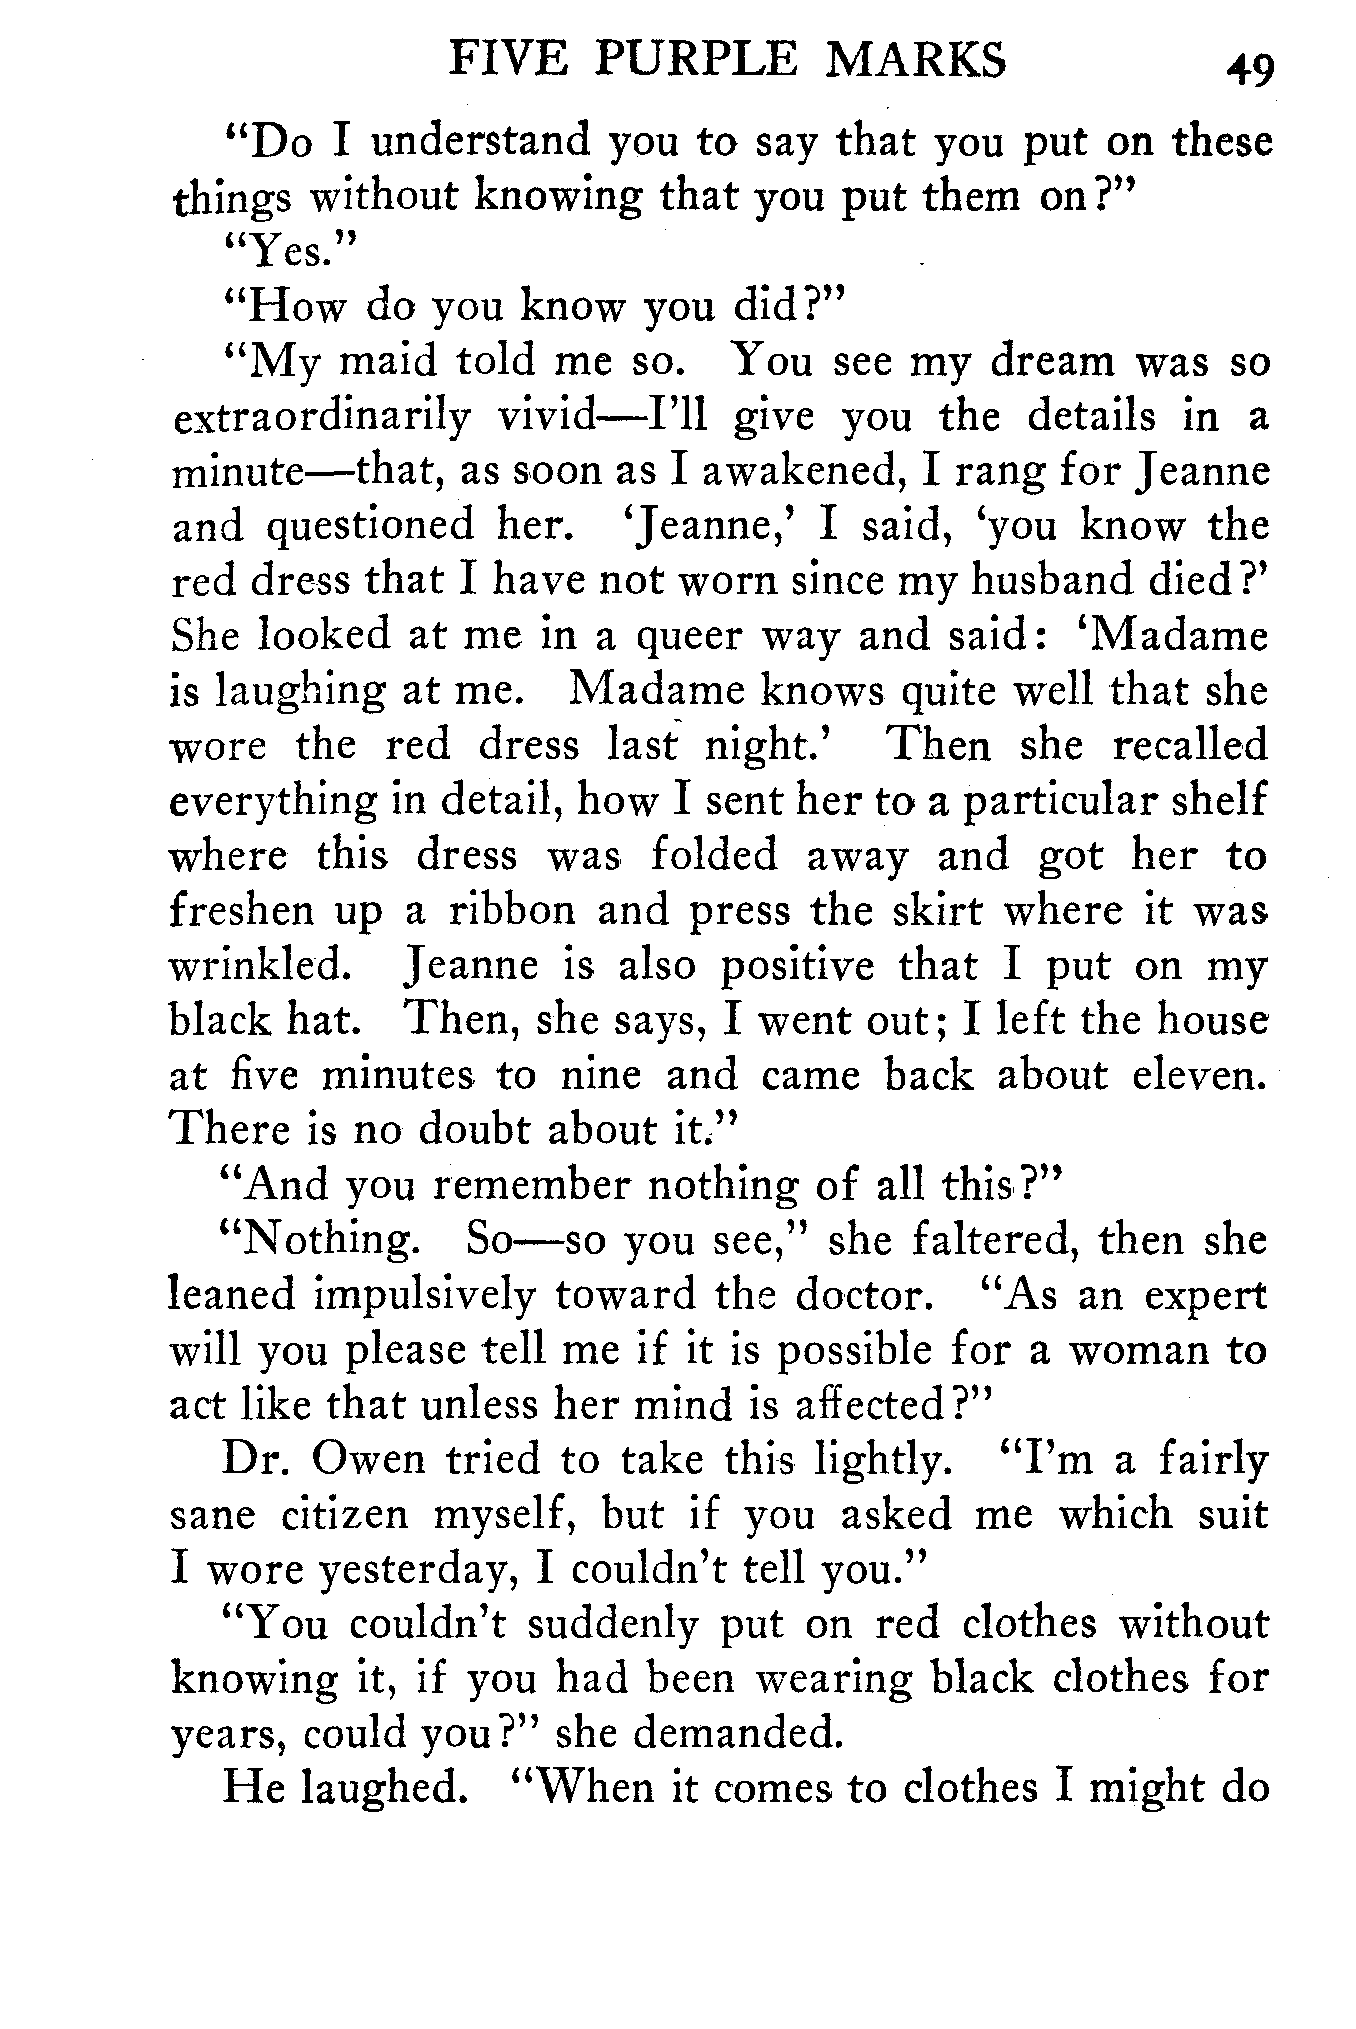 FIVE PURPLE MARKS 49
“Do I understand you to say that you put on these
things without knowing that you put them on?”
“Yes.”
“How do you know you did?”
“My maid told me so. You see my dream was so
extraordinarily vivid—I’ll give you the details in a
minute—that, as soon as I awakened, I rang for Jeanne
and questioned her. ‘Jeanne,’ I said, ‘you know the
red dress that I have not worn since my husband died?’
She looked at me in a queer way and said: ‘Madame
is laughing at me. Madame knows quite well that she
wore the red dress last night.’ Then she recalled
everything in detail, how I sent her to a particular shelf
where this dress was folded away and got her to
freshen up a ribbon and press the skirt where it was
wrinkled. Jeanne is also positive that I put on my
black hat. Then, she says, I went out; I left the house
at five minutes to nine and came back about eleven.
There is no doubt about it.”
“And you remember nothing of all this?”
“Nothing. So—so you see,” she faltered, then she
leaned impulsively toward the doctor. “As an expert
will you please tell me if it is possible for a woman to
act like that unless her mind is affected?”
Dr. Owen tried to take this lightly. “I’m a fairly
sane citizen myself, but if you asked me which suit
I wore yesterday, I couldn’t tell you.”
“You couldn’t suddenly put on red clothes without
knowing it, if you had been wearing black clothes for
years, could you?” she demanded.
He laughed. “When it comes to clothes I might do